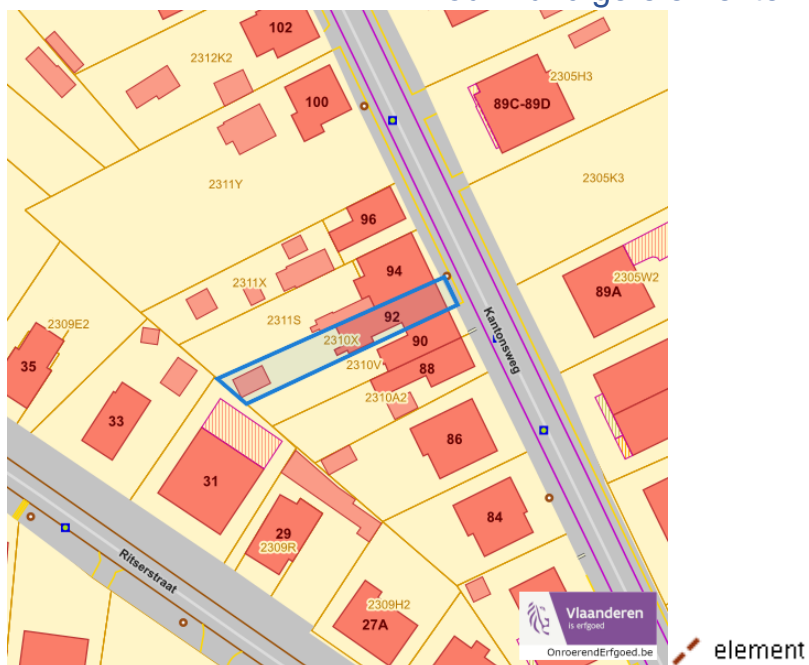 102
2312K2
2305H3
100
89C-89D
2311Y
2305K3
96
94
2311X
2305W2
89A
2309E2
2311S
92
Kantonsweg
2310X
90
35
2310V
88
2310A2
33
86
31
84
29
2309R
Ritserstraat
2309H2
27A
Vlaanderen
is erfgoed
OnroerendErfgoed.be
element